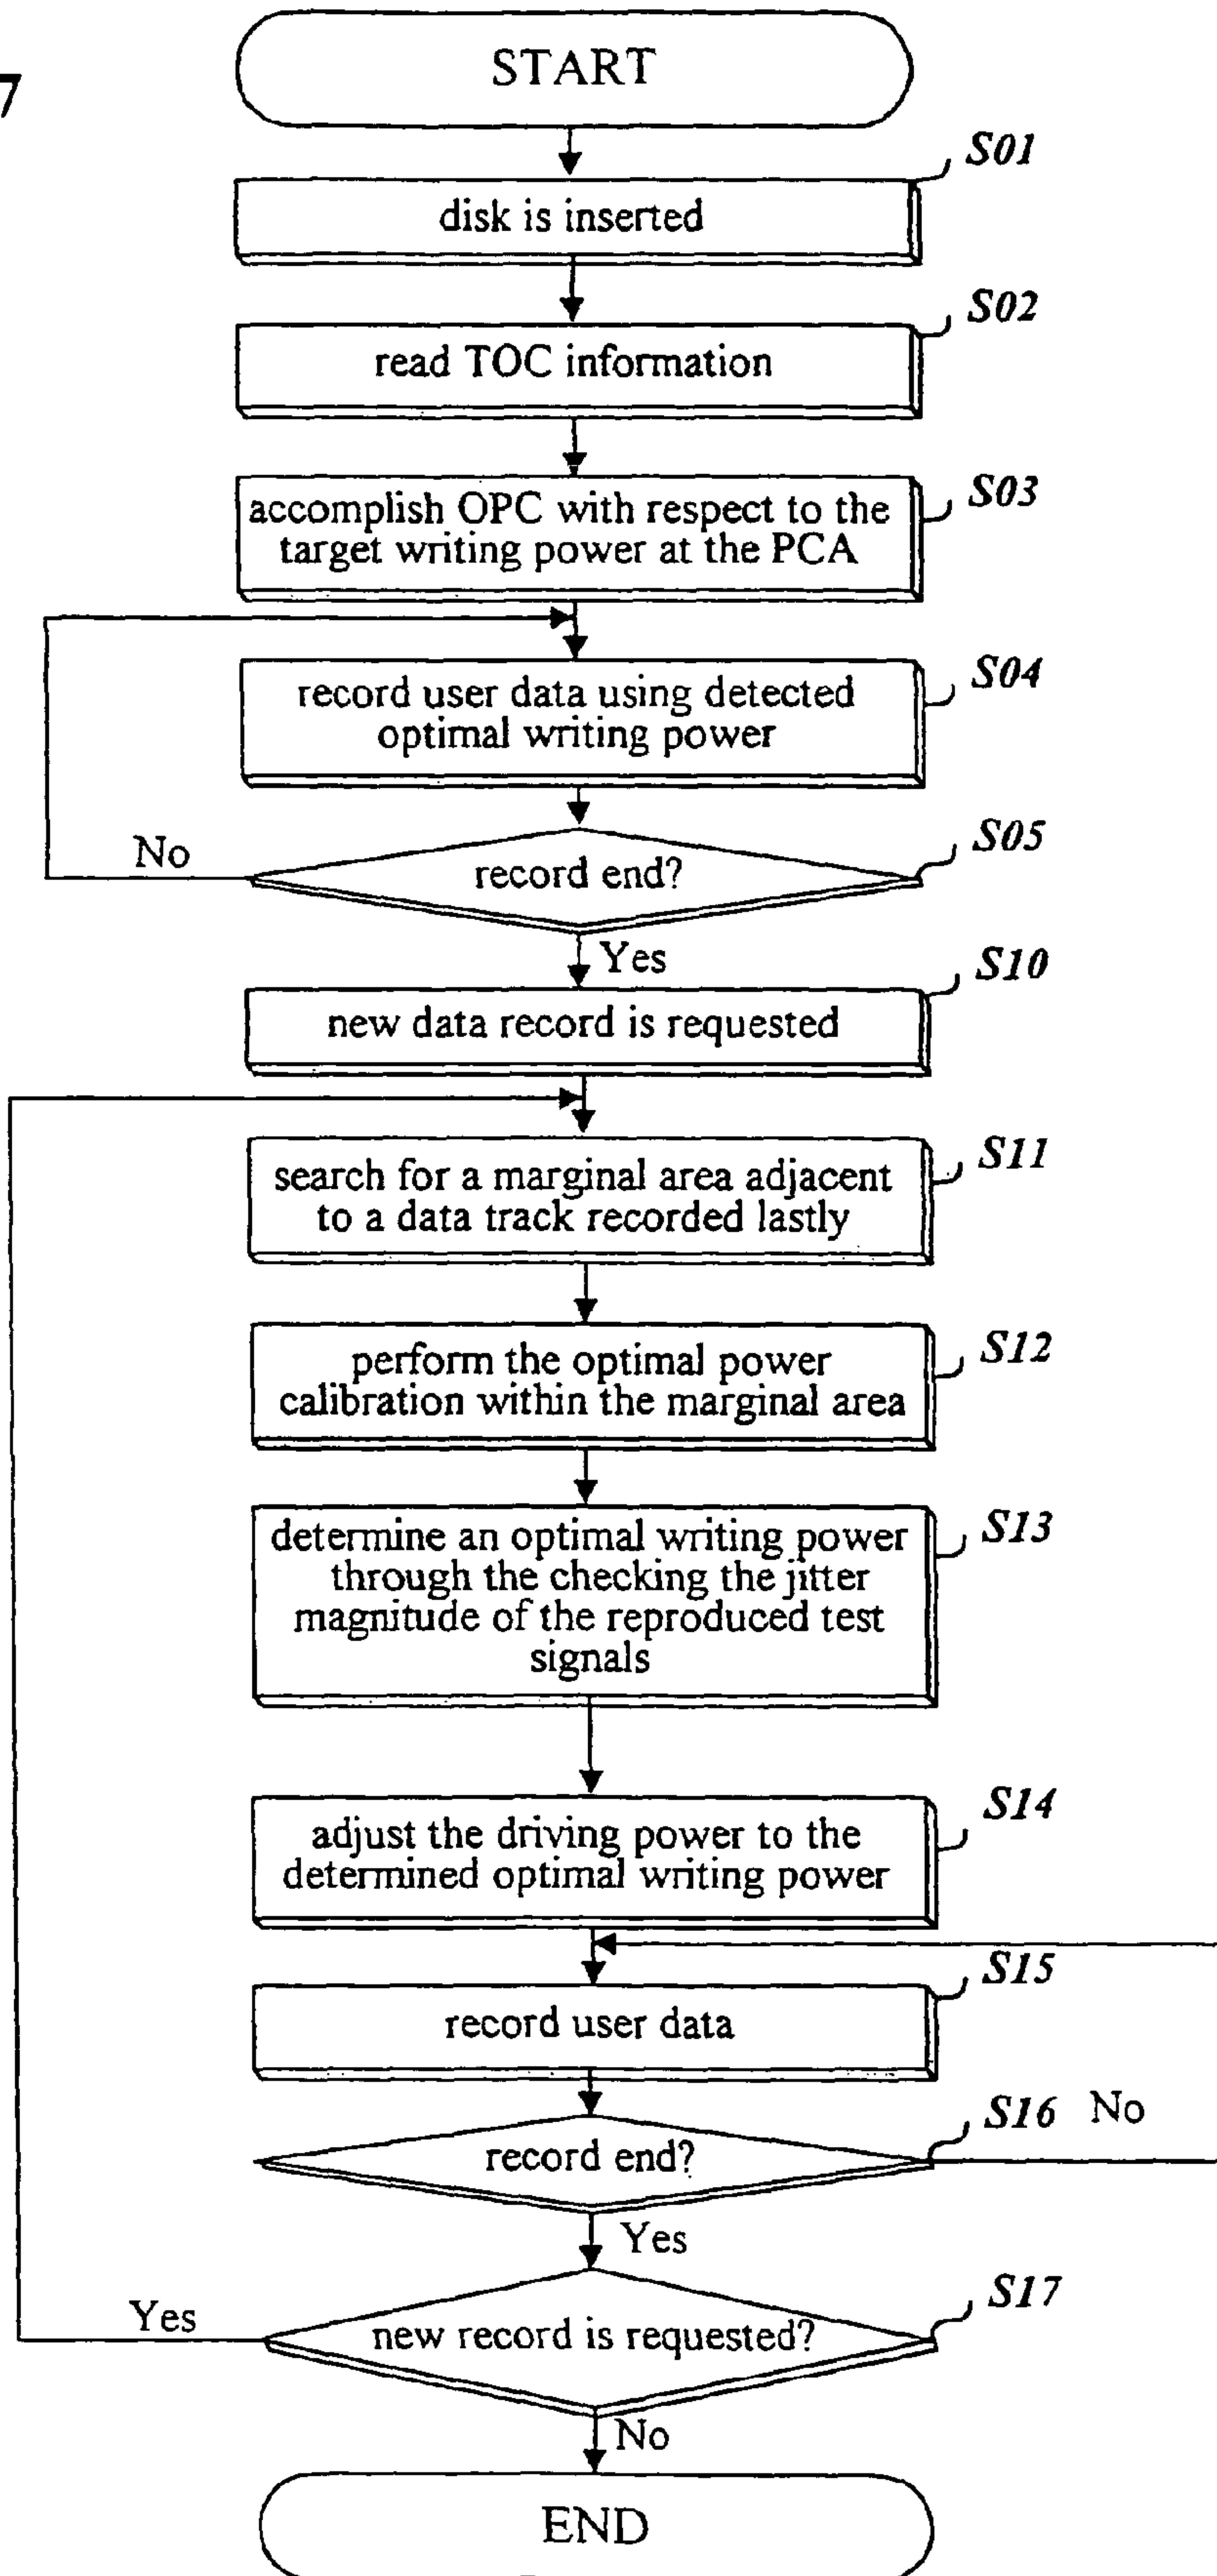 7
START
S01
disk is inserted
S02
read TOC information
S03
accomplish OPC with respect to the
target writing power at the PCA
S04
record user data using detected
optimal writing power
S05
No
record end?
Yes
S10
new data record is requested
S11
search for a marginal area adjacent
to a data track recorded lastly
S12
perform the optimal power
calibration within the marginal area
S13
determine an optimal writing power
through the checking the jitter
magnitude of the reproduced test
signals
S14
adjust the driving power to the
determined optimal writing power
S15
record user data
S16 No
record end?
Yes
S17
Yes
new record is requested?
No
END